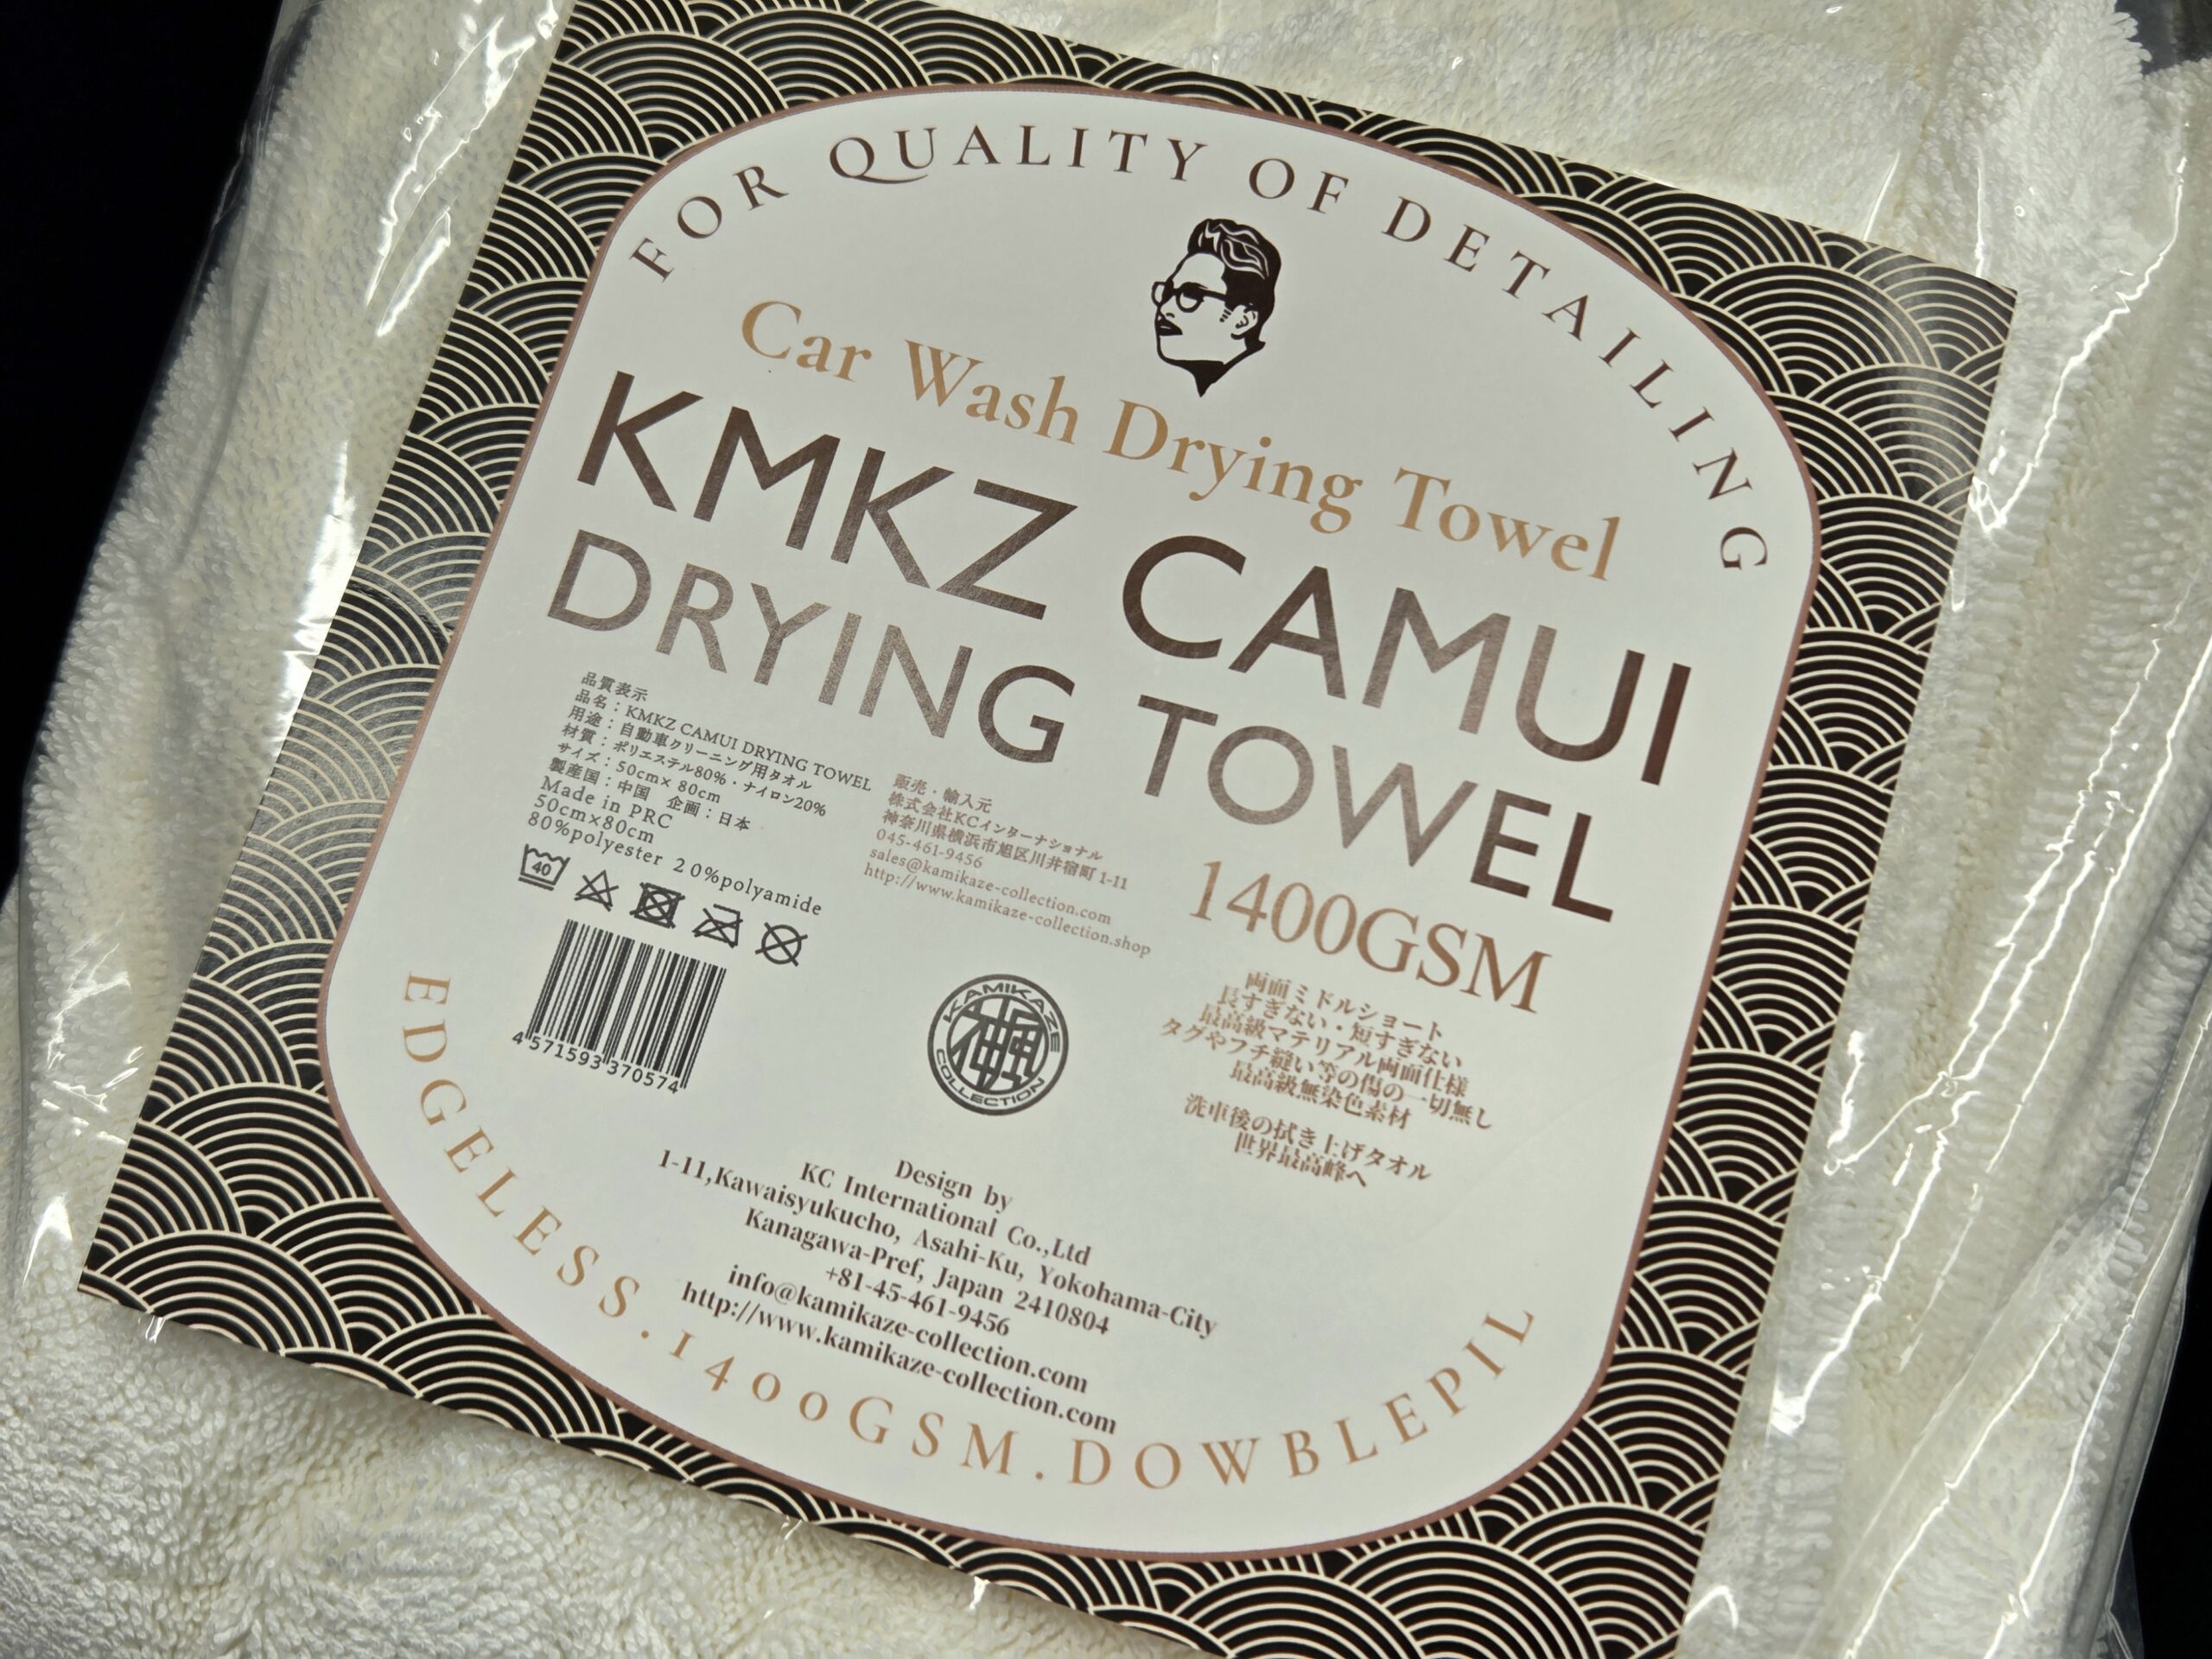 FOR QUALITY OF DETAILING
Car Wash Drying Towel
KMKZ CAMUI
DRYING TOWEL
1400GSM
品質表示
品名：KMKZ CAMUI DRYING TOWEL
用途：自動車クリーニング用タオル
材質：ポリエステル80%・ナイロン20%
サイズ：50cm×80cm
製産国：中国 企画：日本
Made in PRC
50cm×80cm
80%polyester 20%polyamide
40
4 571593 370574
販売・輸入元
株式会社KCインターナショナル
神奈川県横浜市旭区川井宿町 1-11
045-461-9456
sales@kamikaze-collection.com
http://www.kamikaze-collection.shop
KAMIKAZE
神風
COLLECTION
両面ミドルショート
長すぎない・短すぎない
最高級マテリアル両面仕様
タグやフチ縫い等の傷の一切無し
最高級無染色素材
洗車後の拭き上げタオル
世界最高峰へ
Design by
KC International Co.,Ltd
1-11,Kawaisyukucho, Asahi-Ku, Yokohama-City
Kanagawa-Pref, Japan 2410804
+81-45-461-9456
info@kamikaze-collection.com
http://www.kamikaze-collection.com
EDGELESS.1400GSM.DOWBLEPIL